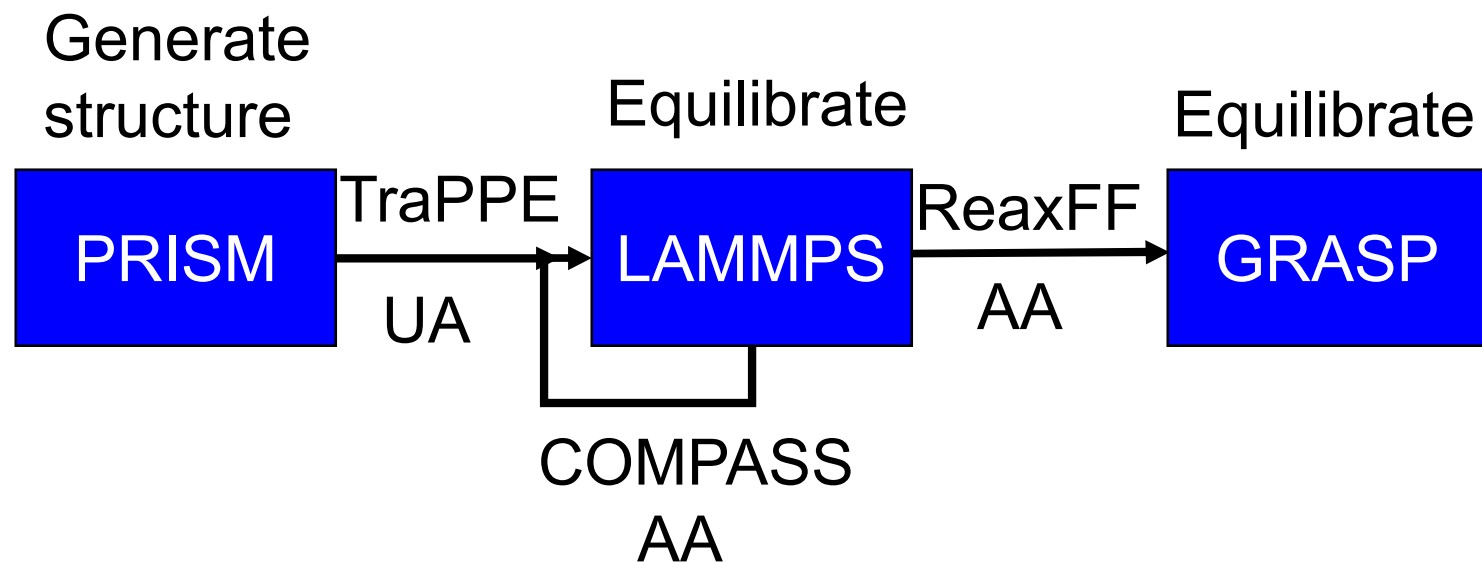 Generate
structure
Equilibrate
Equilibrate
PRISM
TraPPE
UA
LAMMPS
ReaxFF
AA
GRASP
COMPASS
AA